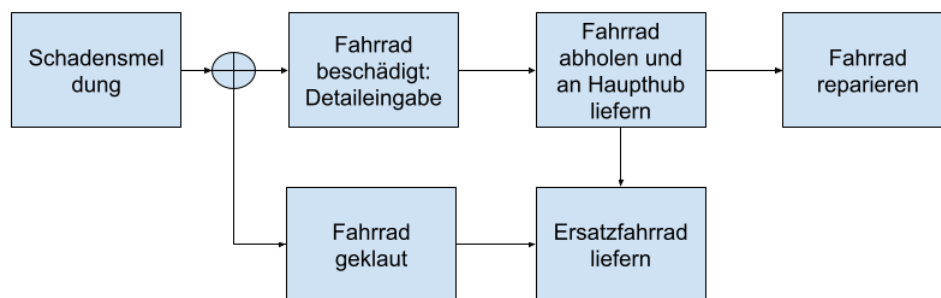 Schadensmel
dung
Fahrrad
beschädigt:
Detaileingabe
Fahrrad
abholen und
an Haupthub
liefern
Fahrrad
reparieren
Fahrrad
geklaut
Ersatzfahrrad
liefern